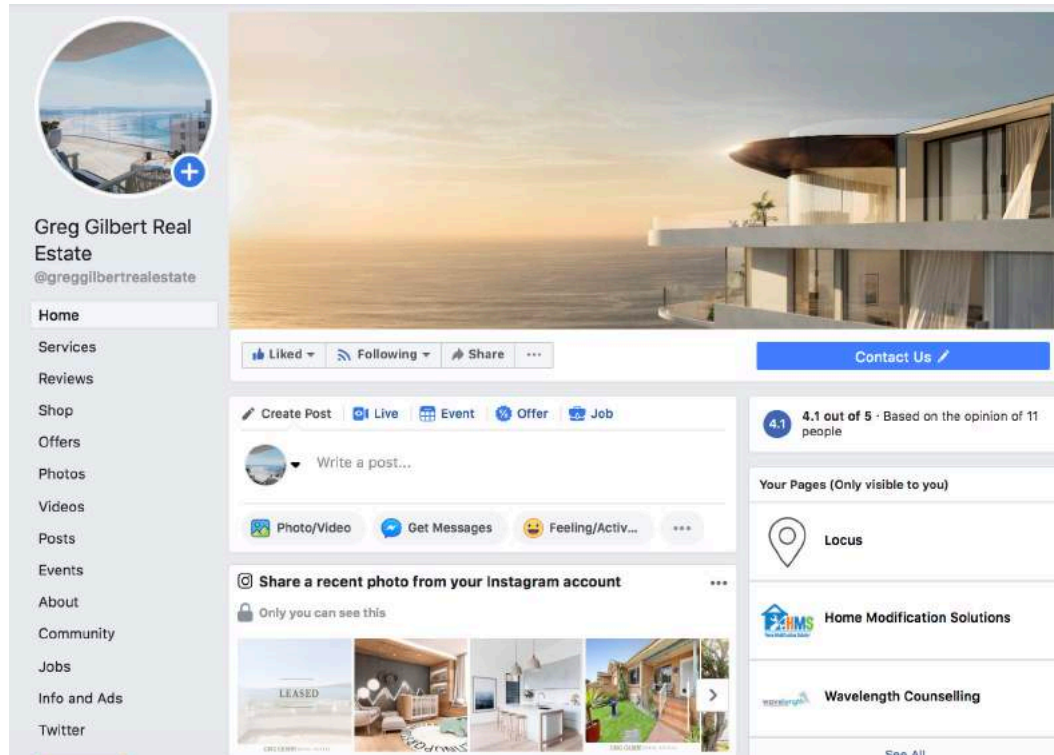 Greg Gilbert Real
Estate
@greggilbertrealestate
Home
Services
Reviews
Shop
Offers
Photos
Videos
Posts
Events
About
Community
Jobs
Info and Ads
Twitter
Liked
Following
Share
Contact Us
Create Post
Live
Event
Offer
Job
Write a post...
Photo/Video
Get Messages
Feeling/Activ...
Share a recent photo from your Instagram account
Only you can see this
LEASED
4.1
4.1 out of 5 · Based on the opinion of 11
people
Your Pages (Only visible to you)
Locus
HMS
Home Modification Solutions
wavelength
Wavelength Counselling
See All